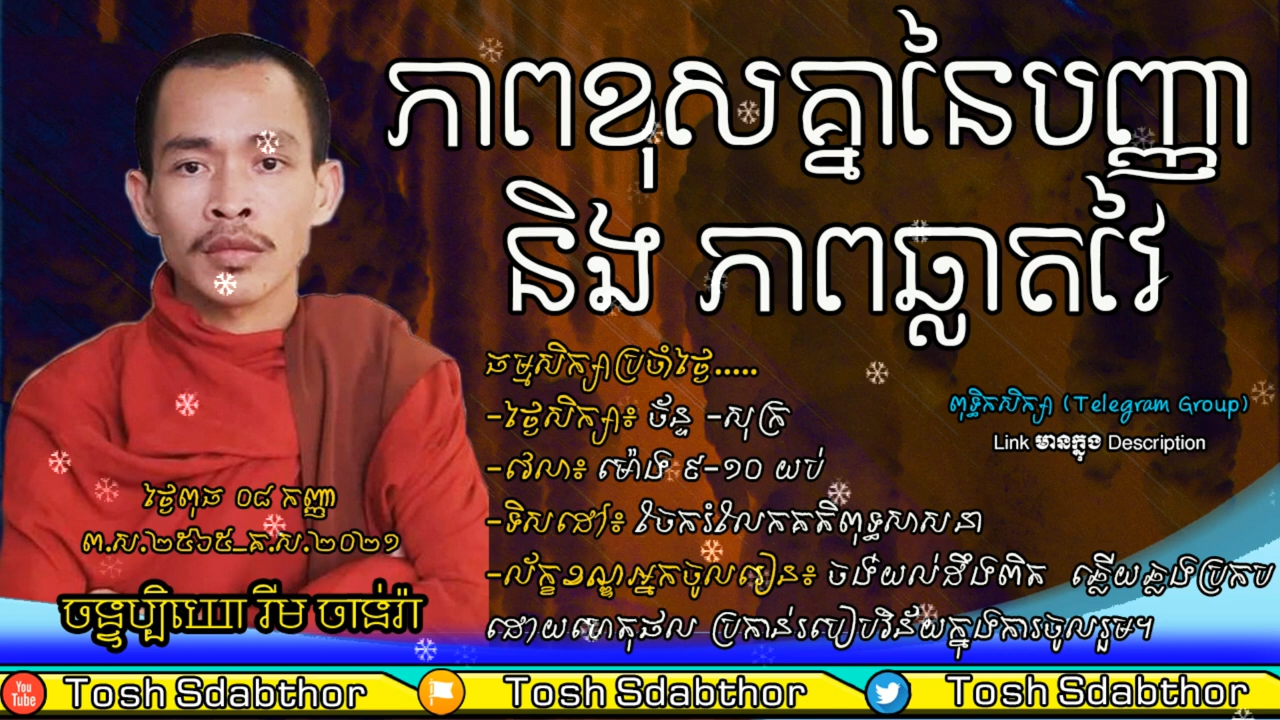 ភាពខុសគ្នានៃបញ្ញា
និង ភាពឆ្លាតវៃ
ធម្មសិក្សាប្រចាំថ្ងៃ.....
-ថ្ងៃសិក្សា៖ ច័ន្ទ -សុក្រ
ពុទ្ធិកសិក្សា (Telegram Group)
Link មានក្នុង Description
-វេលា៖ ម៉ោង ៩-១០ យប់
-ទិសដៅ៖ ចែករំលែកគតិពុទ្ធសាសនា
-ល័ក្ខខណ្ឌអ្នកចូលរៀន៖ ចង់យល់ដឹងពិត ឆ្លើយឆ្លងប្រកប
ដោយហេតុផល ប្រកាន់របៀបវិន័យក្នុងការចូលរួម។
ថ្ងៃពុធ ០៨ កញ្ញា
ព.ស.២៥៦៥_គ.ស.២០២១
ចន្ទប្បិយោ រីម ចាន់រ៉ា
You Tube Tosh Sdabthor Tosh Sdabthor Tosh Sdabthor